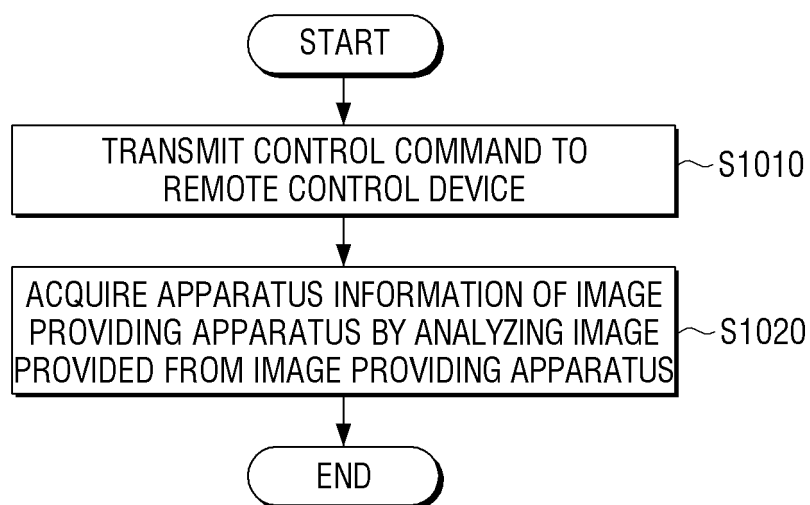 START
TRANSMIT CONTROL COMMAND TO
REMOTE CONTROL DEVICE
S1010
ACQUIRE APPARATUS INFORMATION OF IMAGE
PROVIDING APPARATUS BY ANALYZING IMAGE
PROVIDED FROM IMAGE PROVIDING APPARATUS
S1020
END